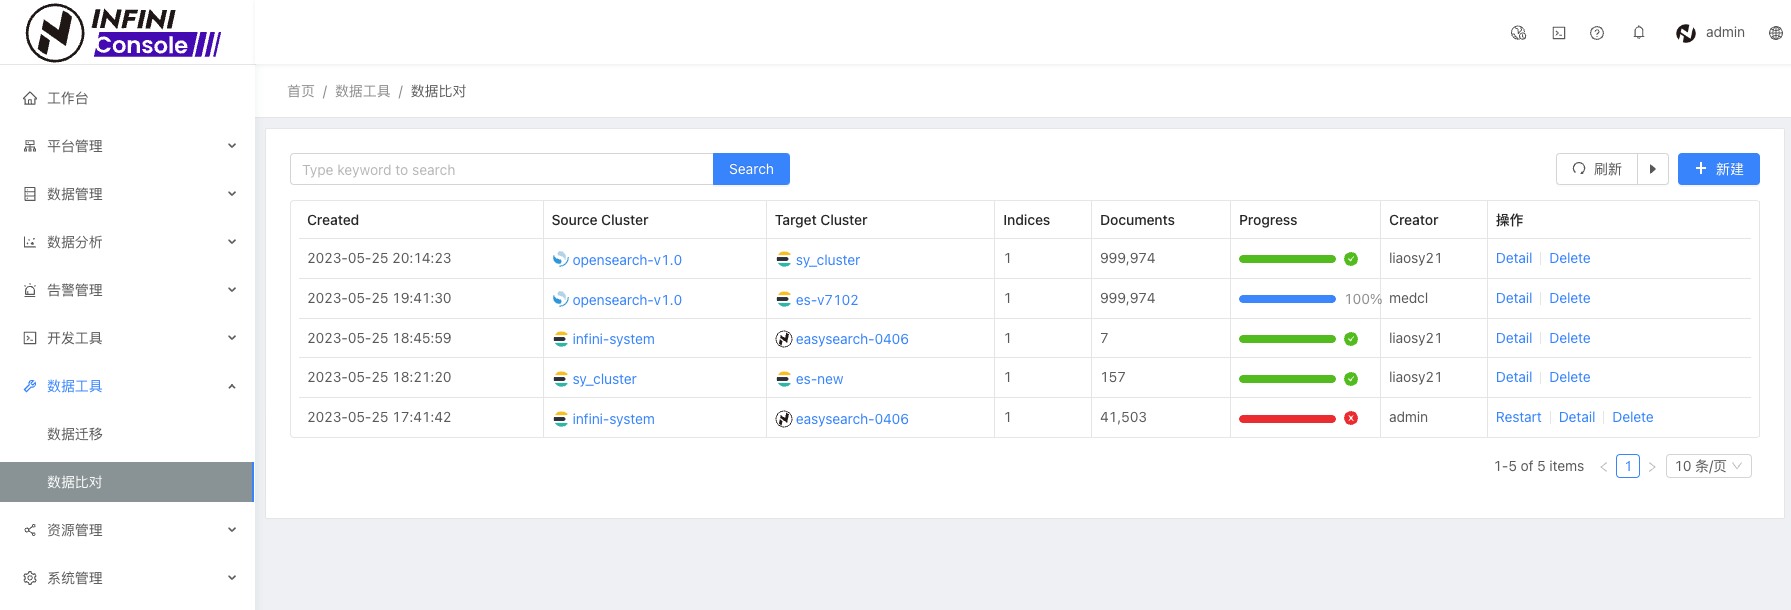 INFINI
Console
admin
工作台
平台管理
数据管理
数据分析
告警管理
开发工具
数据工具
数据迁移
数据比对
资源管理
系统管理
首页 / 数据工具 / 数据比对
Type keyword to search Search 刷新 新建
Created Source Cluster Target Cluster Indices Documents Progress Creator 操作
2023-05-25 20:14:23 opensearch-v1.0 sy_cluster 1 999,974 liaosy21 Detail Delete
2023-05-25 19:41:30 opensearch-v1.0 es-v7102 1 999,974 100% medcl Detail Delete
2023-05-25 18:45:59 infini-system easysearch-0406 1 7 liaosy21 Detail Delete
2023-05-25 18:21:20 sy_cluster es-new 1 157 liaosy21 Detail Delete
2023-05-25 17:41:42 infini-system easysearch-0406 1 41,503 admin Restart Detail Delete
1-5 of 5 items < 1 > 10 条/页